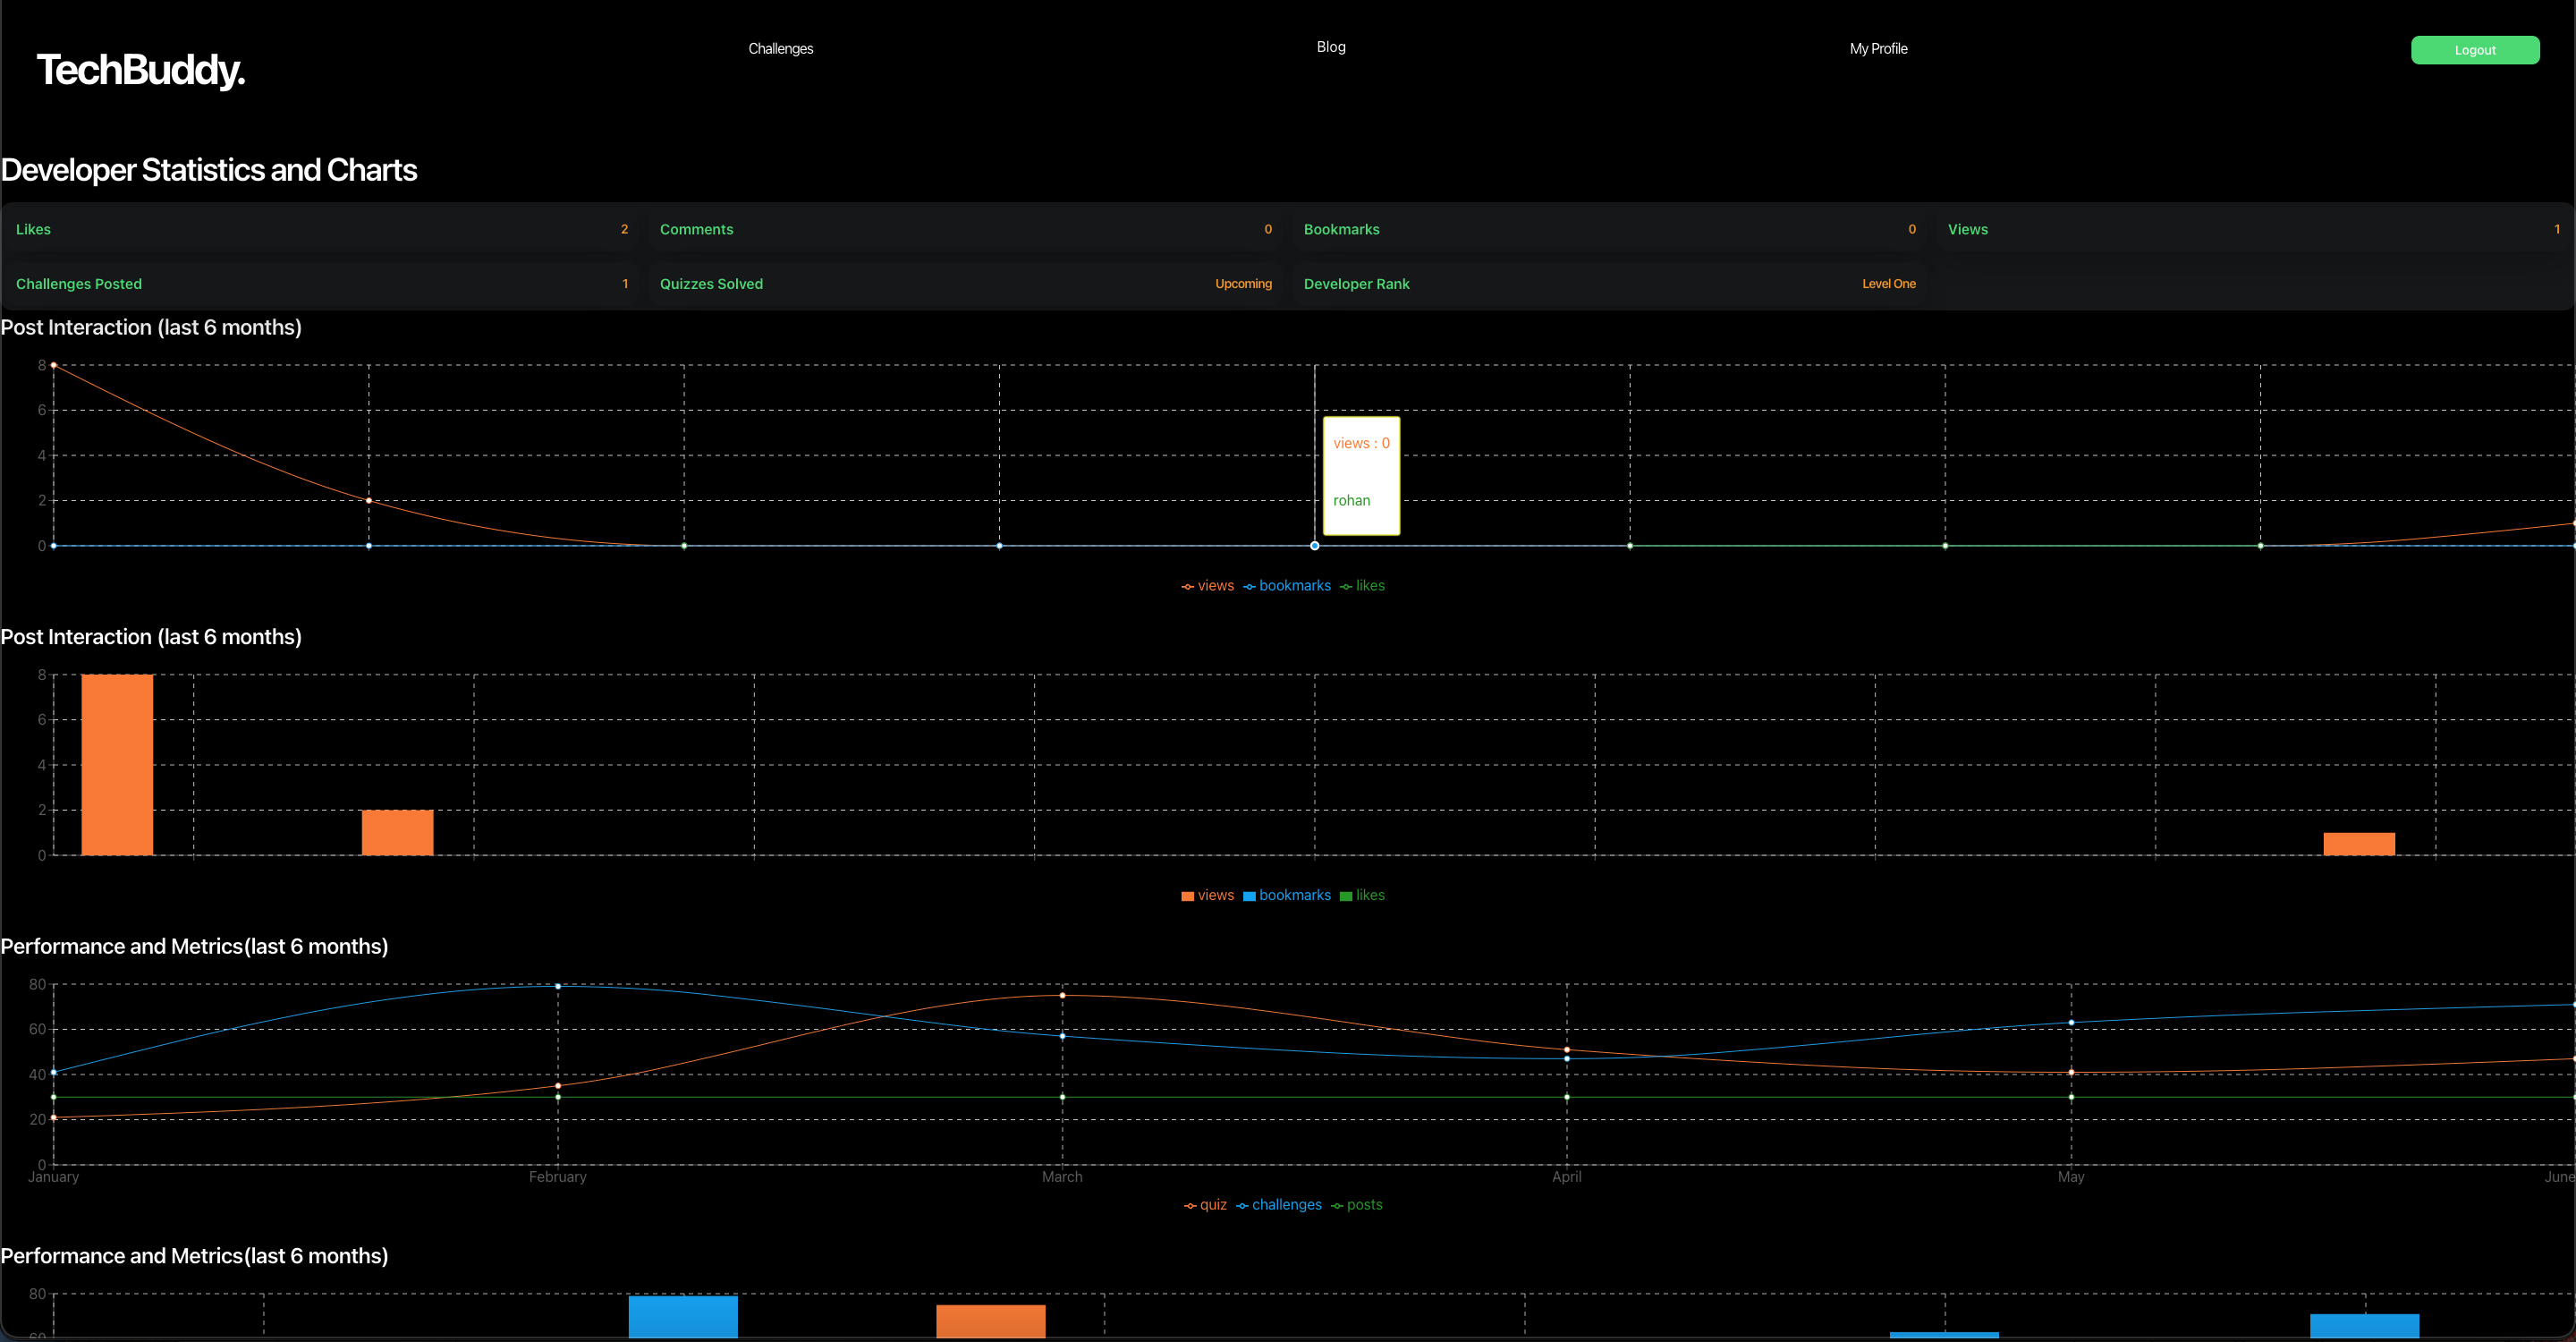 TechBuddy.
Challenges
Blog
My Profile
Logout
Developer Statistics and Charts
Likes 2 Comments 0 Bookmarks 0 Views 1
Challenges Posted 1 Quizzes Solved Upcoming Developer Rank Level One
Post Interaction (last 6 months)
8
6
4
2
0
views : 0
rohan
views bookmarks likes
Post Interaction (last 6 months)
8
6
4
2
0
views bookmarks likes
Performance and Metrics(last 6 months)
80
60
40
20
0
January February March April May June
quiz challenges posts
Performance and Metrics(last 6 months)
80
60